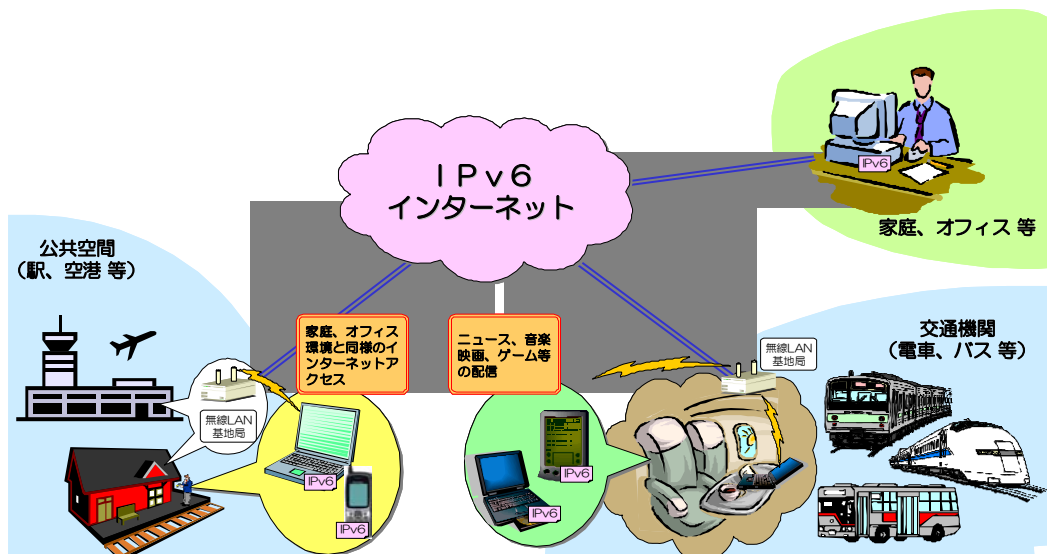 IPv6
インターネット
IPv6
家庭、オフィス 等
公共空間
（駅、空港 等）
家庭、オフィス
環境と同様のイ
ンターネットア
クセス
ニュース、音楽
映画、ゲーム等
の配信
無線LAN
基地局
交通機関
（電車、バス 等）
無線LAN
基地局
IPv6
IPv6
IPv6
IPv6